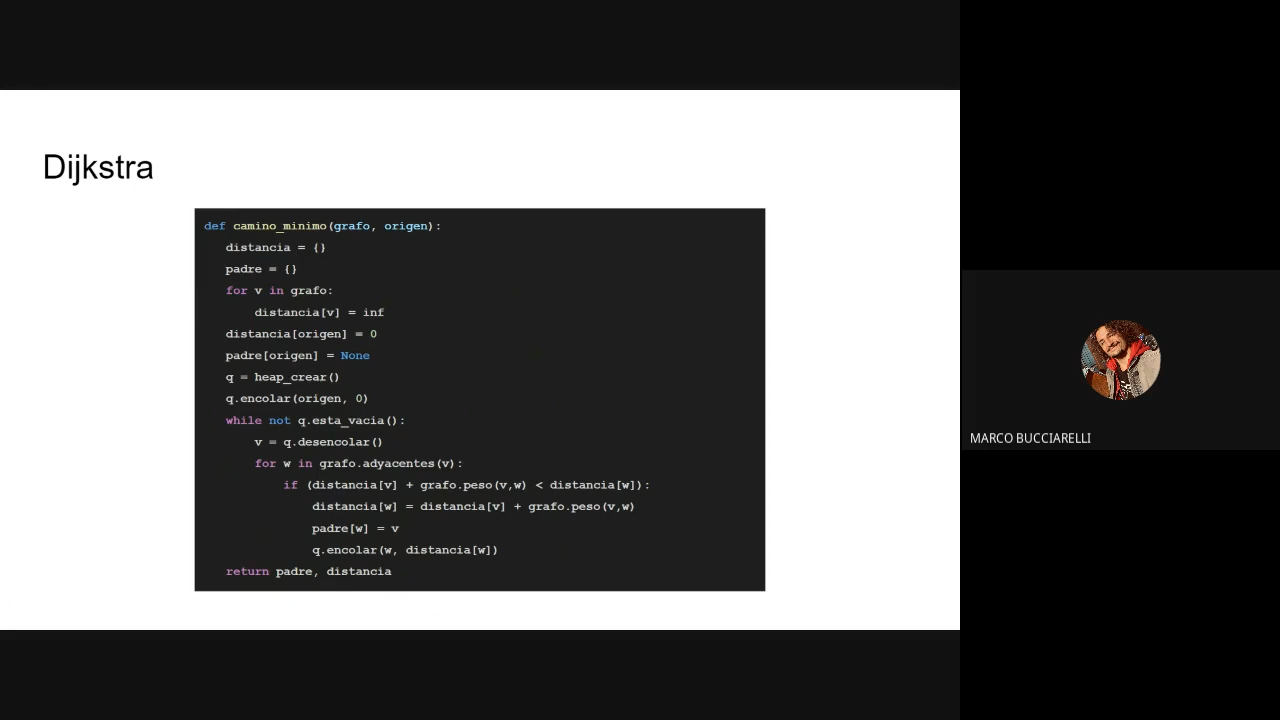 Dijkstra
def camino_minimo(grafo, origen):
distancia = {}
padre = {}
for v in grafo:
distancia[v] = inf
distancia[origen] = 0
padre[origen] = None
q = heap_crear()
q.encolar(origen, 0)
while not q.esta_vacia():
v = q.desencolar()
for w in grafo.adyacentes(v):
if (distancia[v] + grafo.peso(v,w) < distancia[w]):
distancia[w] = distancia[v] + grafo.peso(v,w)
padre[w] = v
q.encolar(w, distancia[w])
return padre, distancia
MARCO BUCCIARELLI